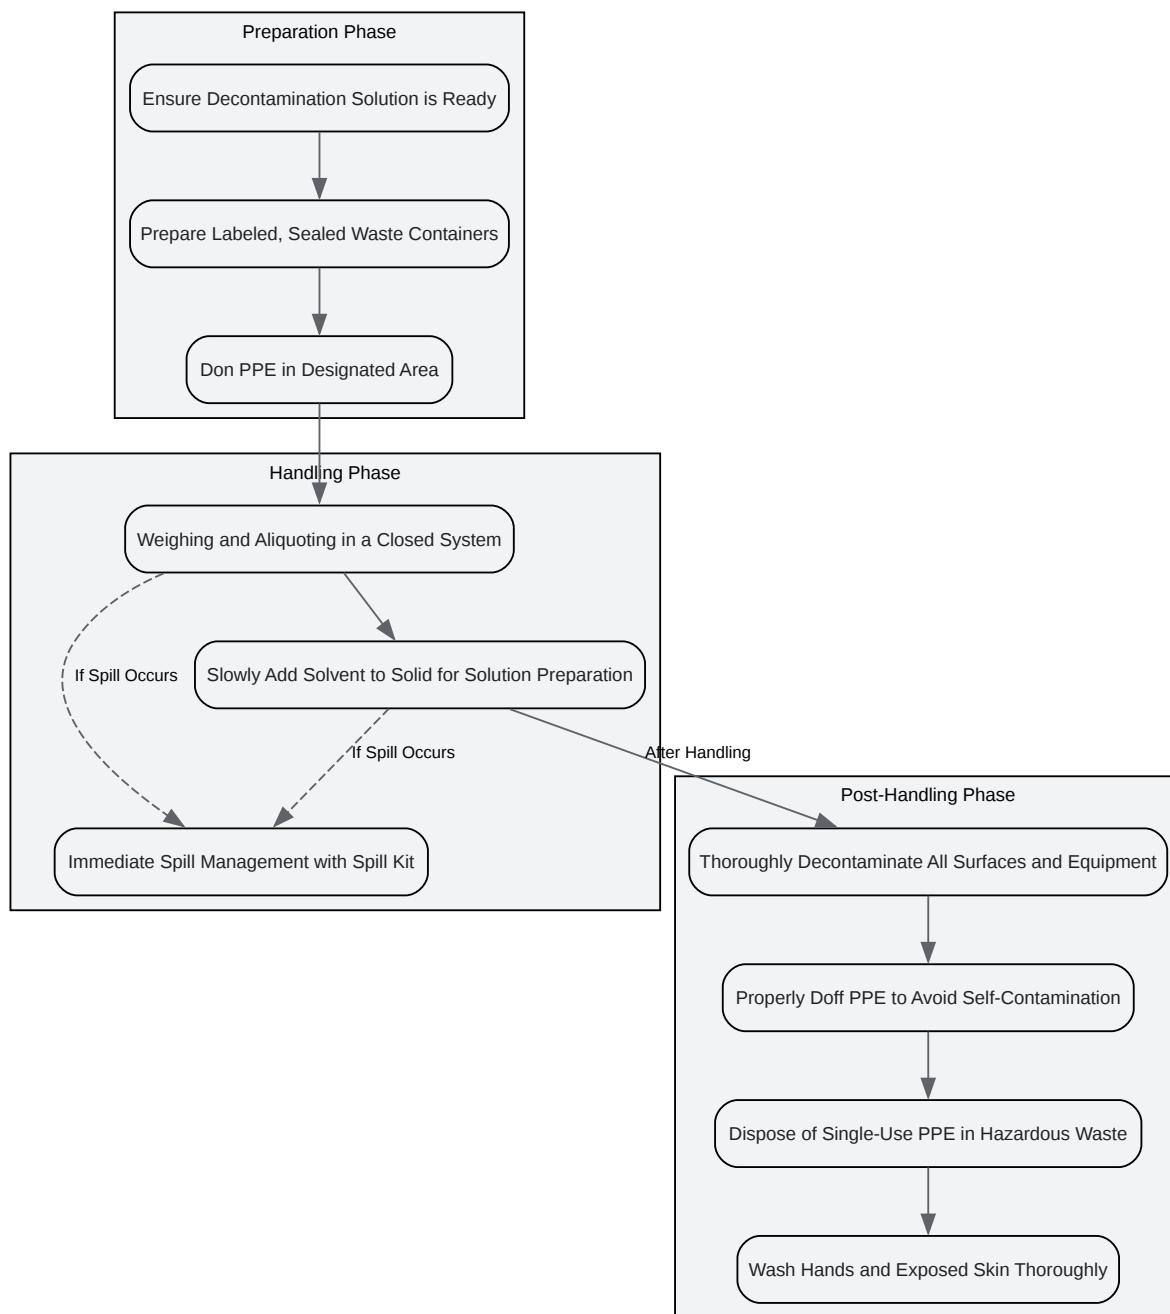 Preparation Phase
Ensure Decontamination Solution is Ready
Prepare Labeled, Sealed Waste Containers
Don PPE in Designated Area
Handling Phase
Weighing and Aliquoting in a Closed System
If Spill Occurs
Slowly Add Solvent to Solid for Solution Preparation
If Spill Occurs
After Handling
Immediate Spill Management with Spill Kit
Post-Handling Phase
Thoroughly Decontaminate All Surfaces and Equipment
Properly Doff PPE to Avoid Self-Contamination
Dispose of Single-Use PPE in Hazardous Waste
Wash Hands and Exposed Skin Thoroughly